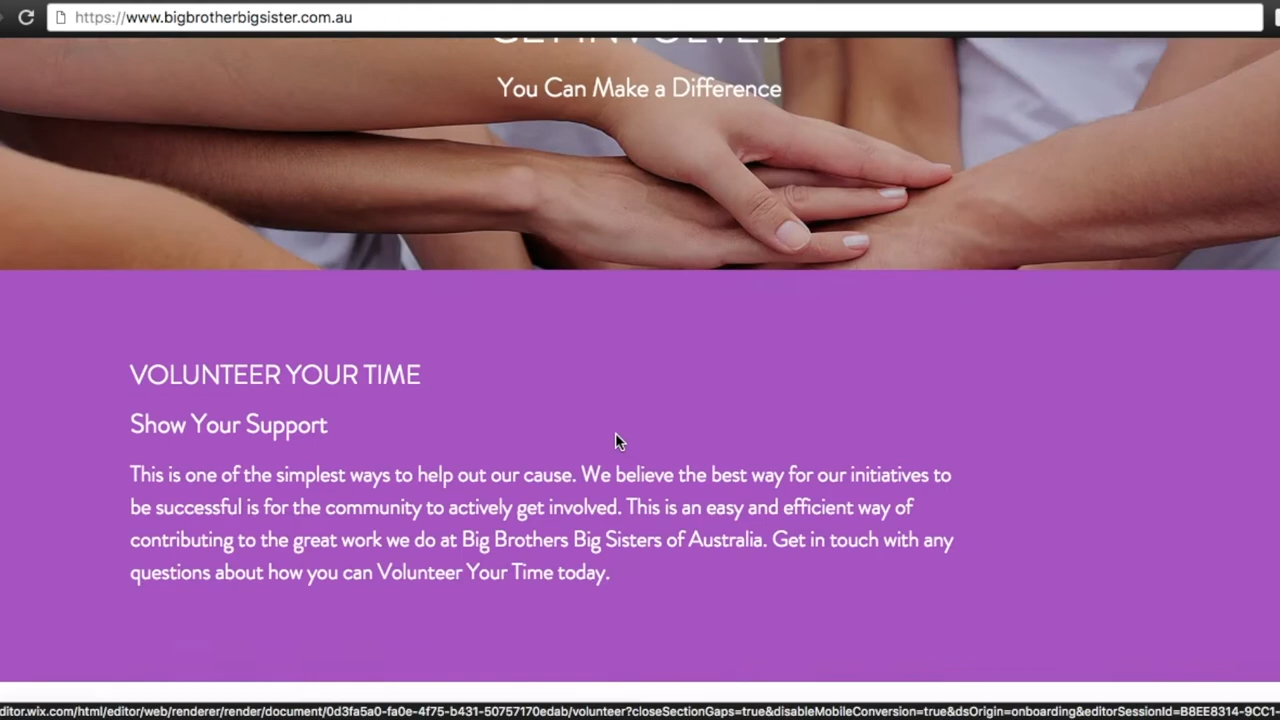 https://www.bigbrotherbigsister.com.au
GET INVOLVED
You Can Make a Difference
VOLUNTEER YOUR TIME
Show Your Support
This is one of the simplest ways to help out our cause. We believe the best way for our initiatives to
be successful is for the community to actively get involved. This is an easy and efficient way of
contributing to the great work we do at Big Brothers Big Sisters of Australia. Get in touch with any
questions about how you can Volunteer Your Time today.
ditor.wix.com/html/editor/web/renderer/render/document/0d3fa5a0-fa0e-4f75-b431-50757170edab/volunteer?closeSectionGaps=true&disableMobileConversion=true&dsOrigin=onboarding&editorSessionId=B8EE8314-9CC1-